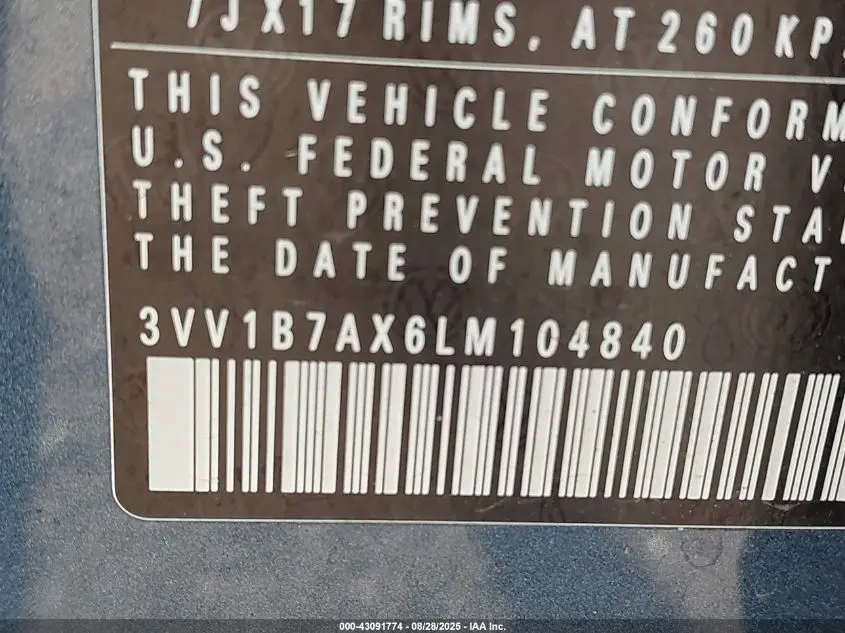 7JX17 RIMS, AT 260 KP
THIS VEHICLE CONFORM
U.S. FEDERAL MOTOR V
THEFT PREVENTION STA
THE DATE OF MANUFACT
3VV1B7AX6LM104840
000-43091774 | 08/28/2025 - IAA Inc.